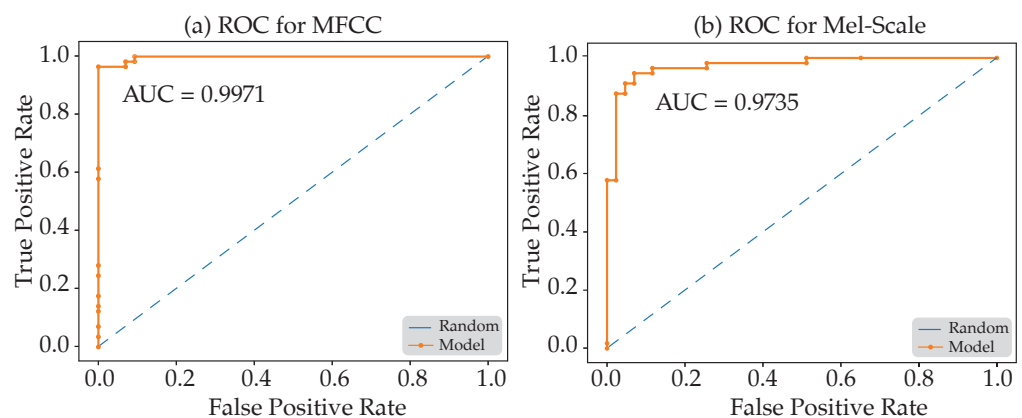 (a) ROC for MFCC
1.0
0.8
0.6
0.4
0.2
0.0
True Positive Rate
AUC = 0.9971
Random
Model
0.0 0.2 0.4 0.6 0.8 1.0
False Positive Rate
(b) ROC for Mel-Scale
1.0
0.8
0.6
0.4
0.2
0.0
True Positive Rate
AUC = 0.9735
Random
Model
0.0 0.2 0.4 0.6 0.8 1.0
False Positive Rate